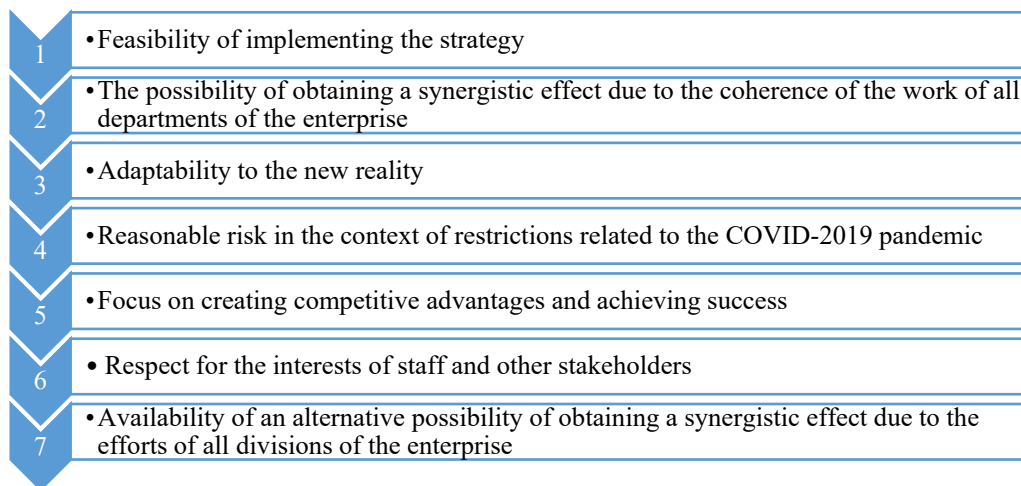 1
•Feasibility of implementing the strategy
2
•The possibility of obtaining a synergistic effect due to the coherence of the work of all
departments of the enterprise
3
•Adaptability to the new reality
4
•Reasonable risk in the context of restrictions related to the COVID-2019 pandemic
5
•Focus on creating competitive advantages and achieving success
6
• Respect for the interests of staff and other stakeholders
7
•Availability of an alternative possibility of obtaining a synergistic effect due to the
efforts of all divisions of the enterprise